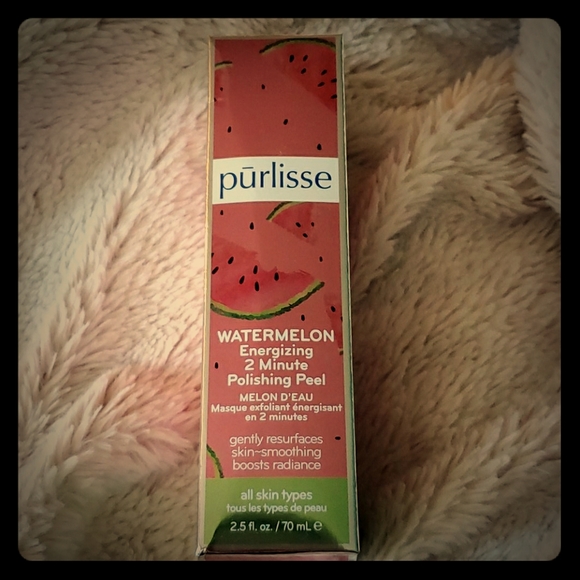 pūrlisse
WATERMELON
Energizing
2 Minute
Polishing Peel
MELON D'EAU
Masque exfoliant énergisant
en 2 minutes
gently resurfaces
skin-smoothing
boosts radiance
all skin types
tous les types de peau
2.5 fl. oz. / 70 mL ℮